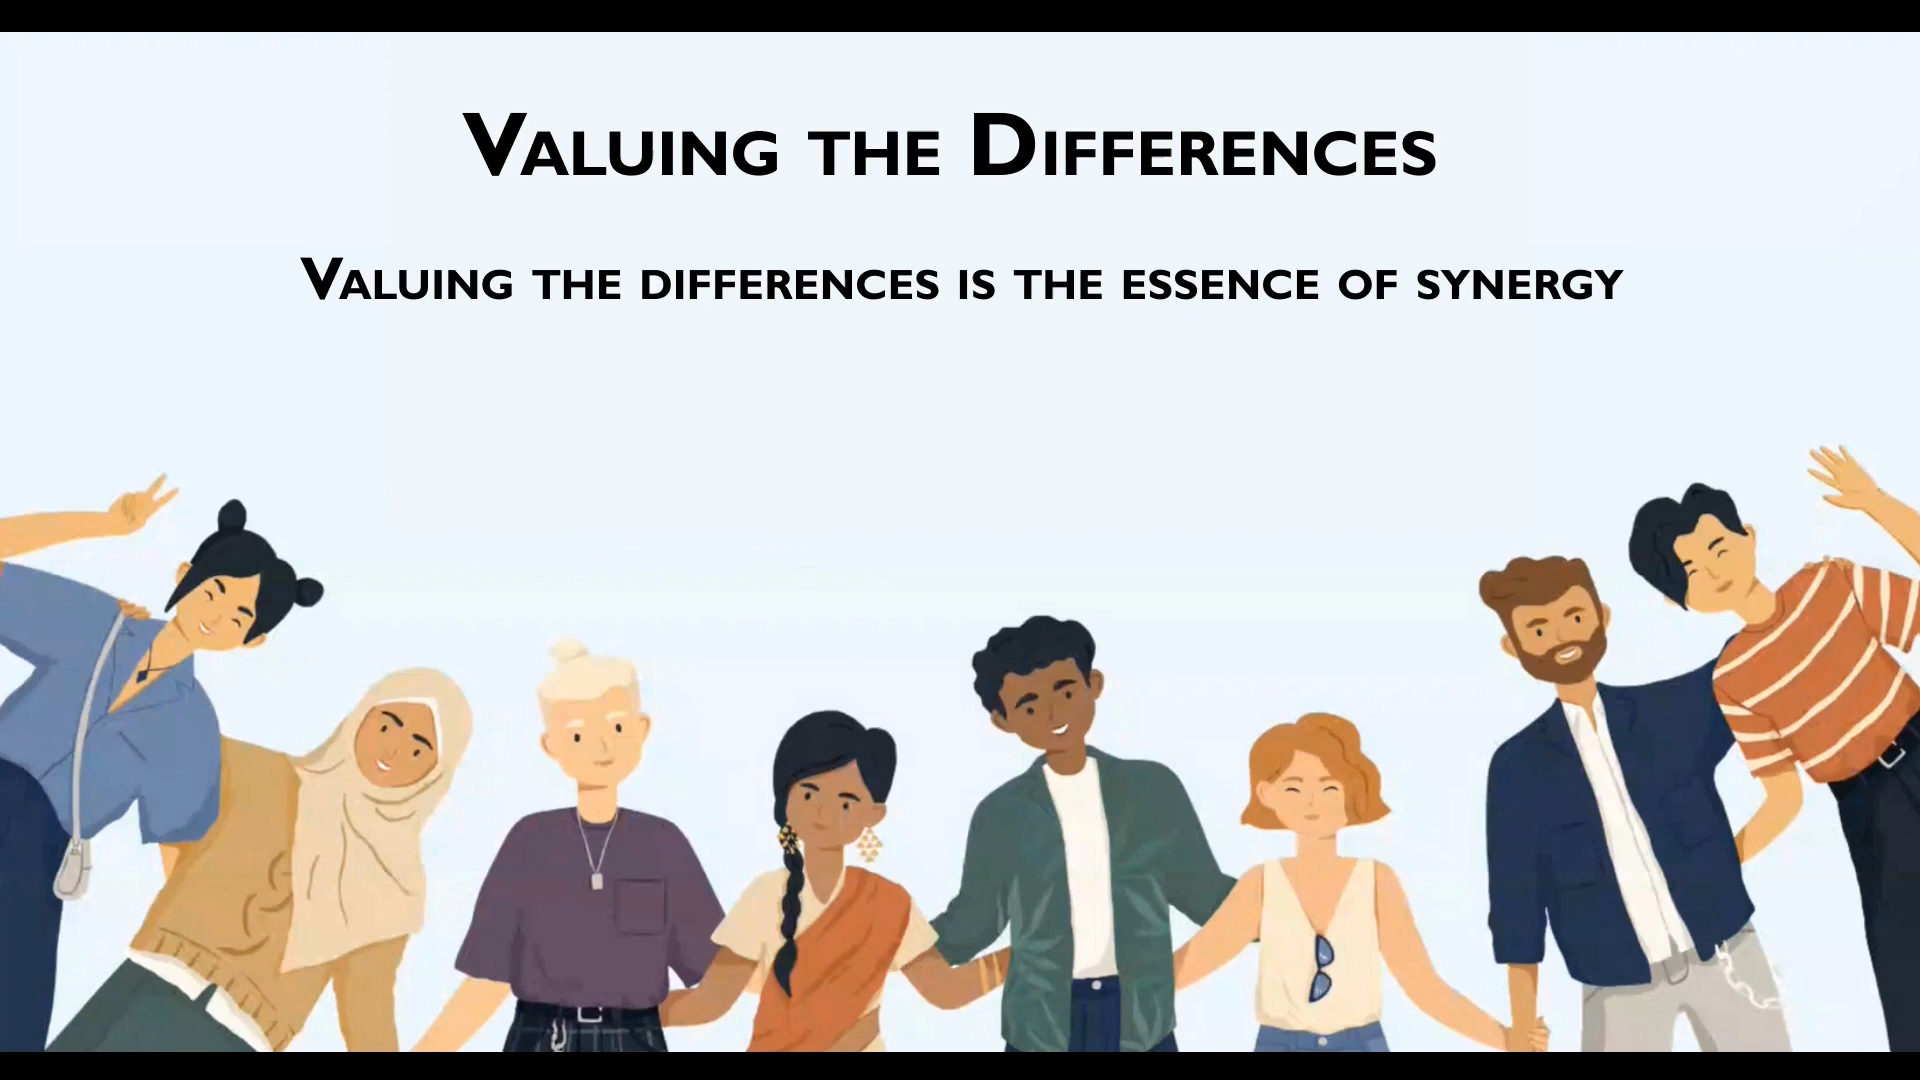 Valuing the Differences
Valuing the differences is the essence of synergy